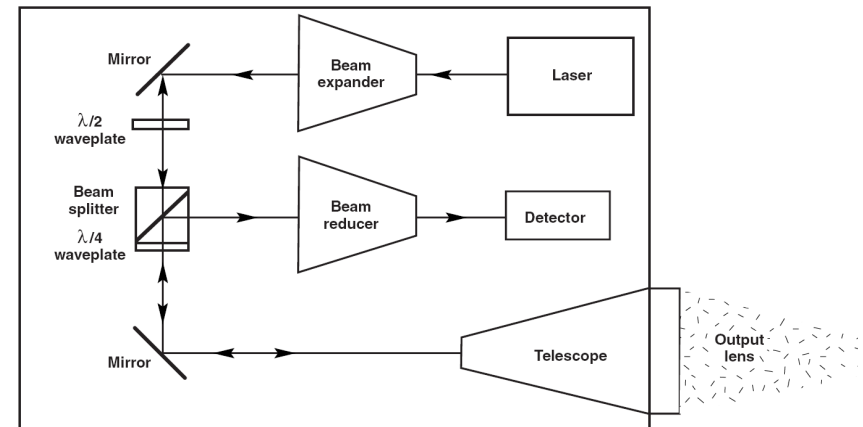 Mirror
Beam
expander
Laser
λ/2
waveplate
Beam
splitter
λ/4
waveplate
Beam
reducer
Detector
Mirror
Telescope
Output
lens